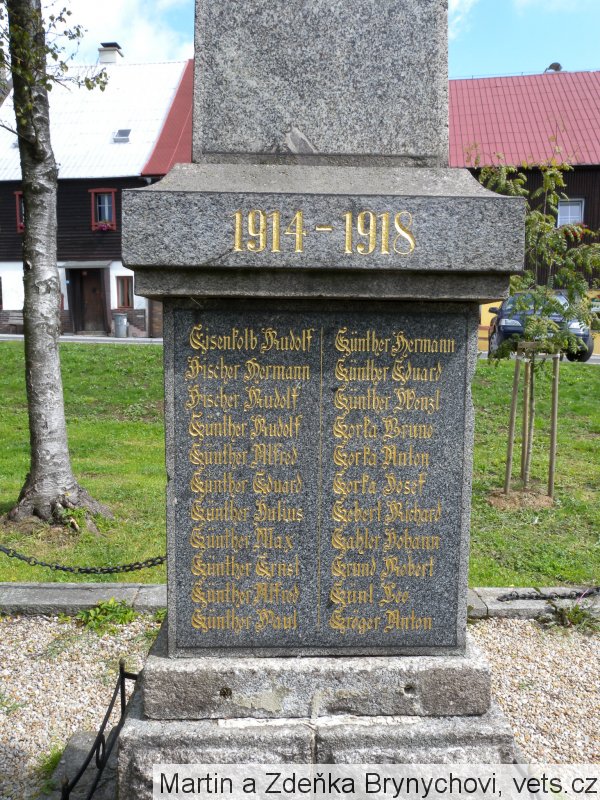 1914-1918
Eisenkolb Rudolf
Fischer Hermann
Fischer Rudolf
Günther Rudolf
Günther Alfred
Günther Eduard
Günther Julius
Günther Max
Günther Ernst
Günther Alfred
Günther Paul
Günther Hermann
Günther Eduard
Günther Wenzl
Gorka Bruno
Gorka Anton
Gorka Josef
Gebert Richard
Gahler Johann
Grund Robert
Gunt Leo
Greger Anton
Martin a Zdeňka Brynychovi, vets.cz